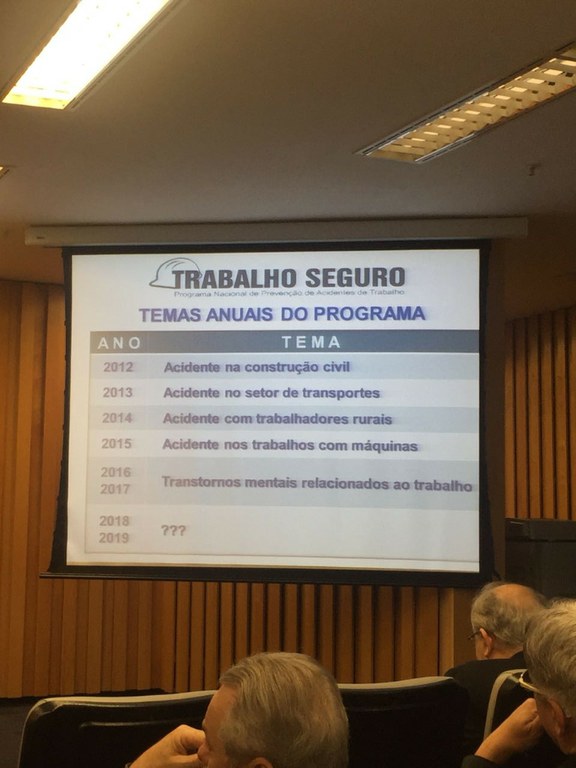 TRABALHO SEGURO
Programa Nacional de Prevenção de Acidentes de Trabalho
TEMAS ANUAIS DO PROGRAMA
ANO TEMA
2012 Acidente na construção civil
2013 Acidente no setor de transportes
2014 Acidente com trabalhadores rurais
2015 Acidente nos trabalhos com máquinas
2016
2017 Transtornos mentais relacionados ao trabalho
2018
2019 ???